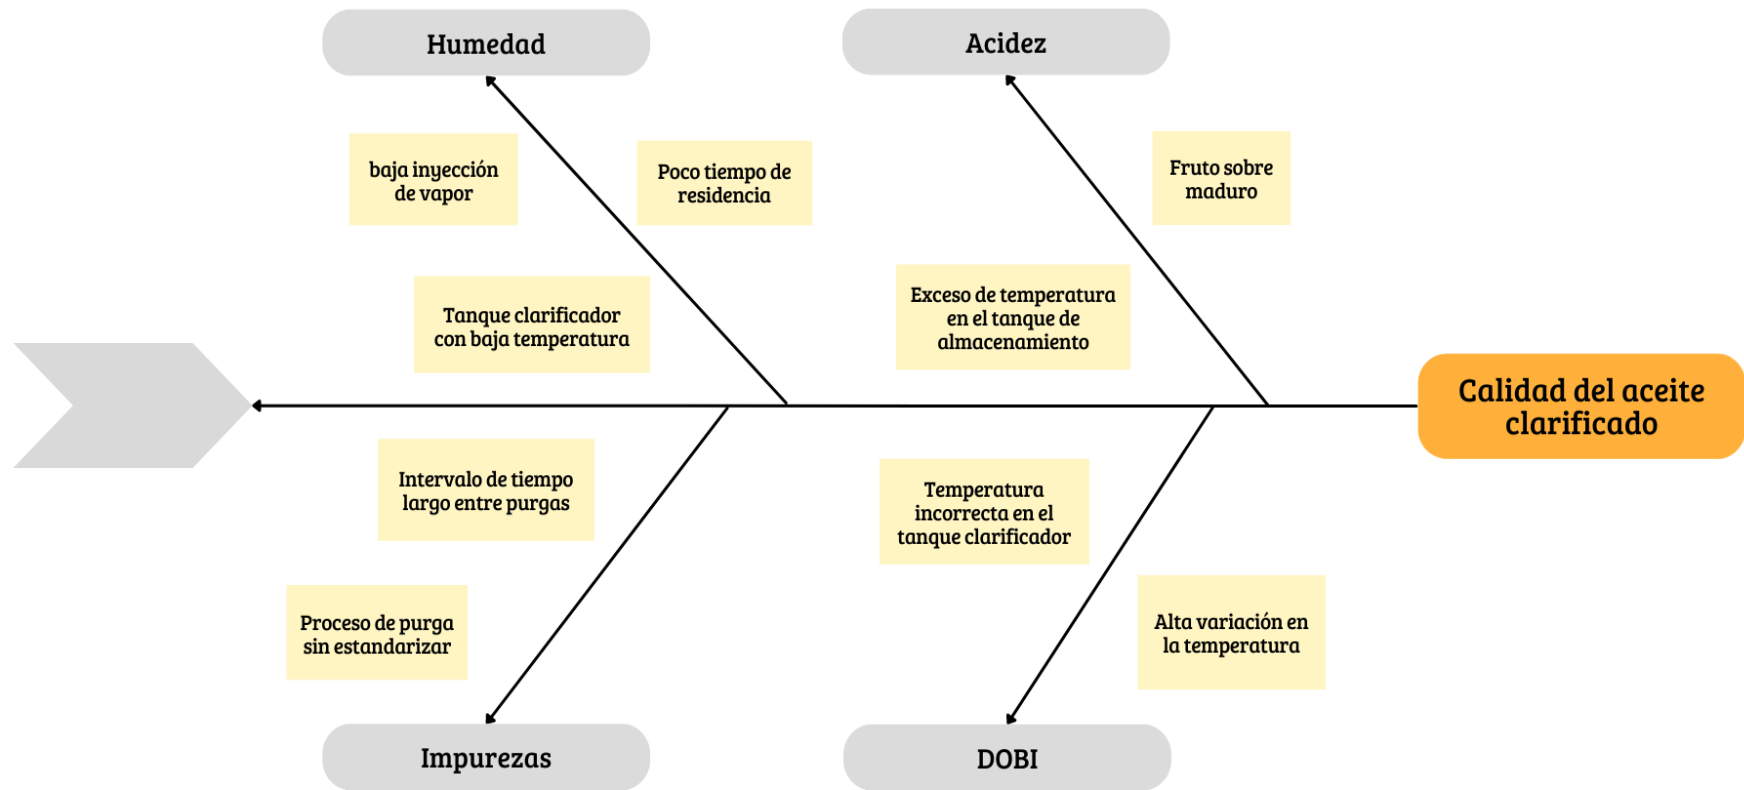 Humedad
Acidez
baja inyección
de vapor
Poco tiempo de
residencia
Fruto sobre
maduro
Tanque clarificador
con baja temperatura
Exceso de temperatura
en el tanque de
almacenamiento
Calidad del aceite
clarificado
Intervalo de tiempo
largo entre purgas
Temperatura
incorrecta en el
tanque clarificador
Proceso de purga
sin estandarizar
Alta variación en
la temperatura
Impurezas
DOBI